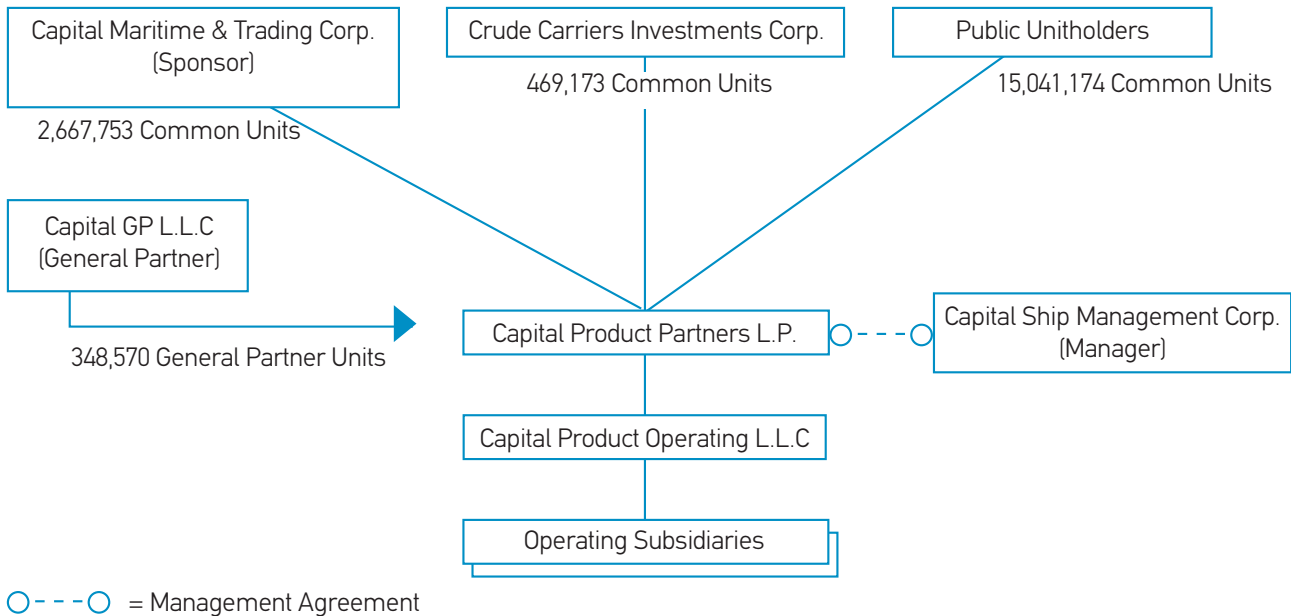 Capital Maritime & Trading Corp.
(Sponsor)
Crude Carriers Investments Corp.
Public Unitholders
2,667,753 Common Units
469,173 Common Units
15,041,174 Common Units
Capital GP L.L.C
(General Partner)
348,570 General Partner Units
Capital Product Partners L.P.
Capital Ship Management Corp.
(Manager)
Capital Product Operating L.L.C
Operating Subsidiaries
= Management Agreement